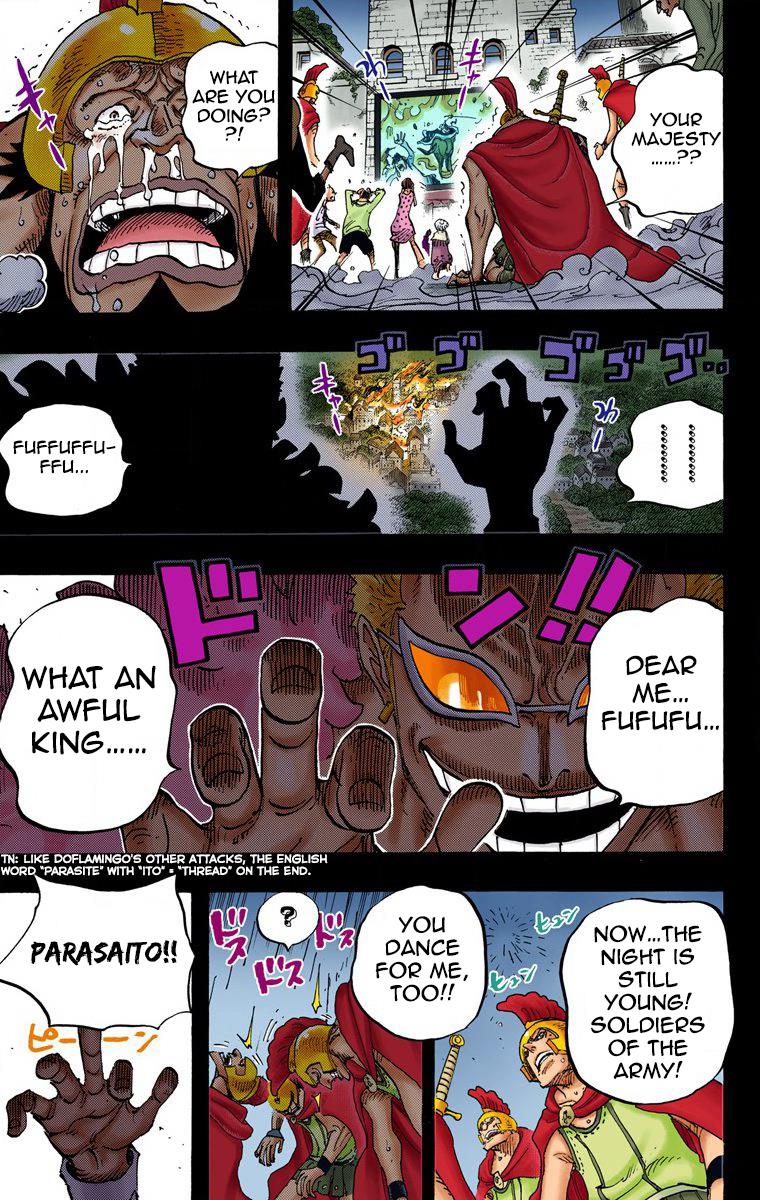 YOUR
MAJESTY
......??
WHAT
ARE YOU
DOING?
?!
キャー
わー
キャー
ゴゴゴゴゴ..
キャー
わー
FUFFUFFU-
FFU...
ドン!!
DEAR
ME...
FUFUFU...
WHAT AN
AWFUL
KING......
TN: LIKE DOFLAMINGO'S OTHER ATTACKS, THE ENGLISH
WORD "PARASITE" WITH "ITO" = "THREAD" ON THE END.
NOW...THE
NIGHT IS
STILL
YOUNG!
SOLDIERS
OF THE
ARMY!
ヒュン
ヒュン
YOU
DANCE
FOR ME,
TOO!!
?
ドス
ドス
ドス
PARASAITO!!
ピーーーン